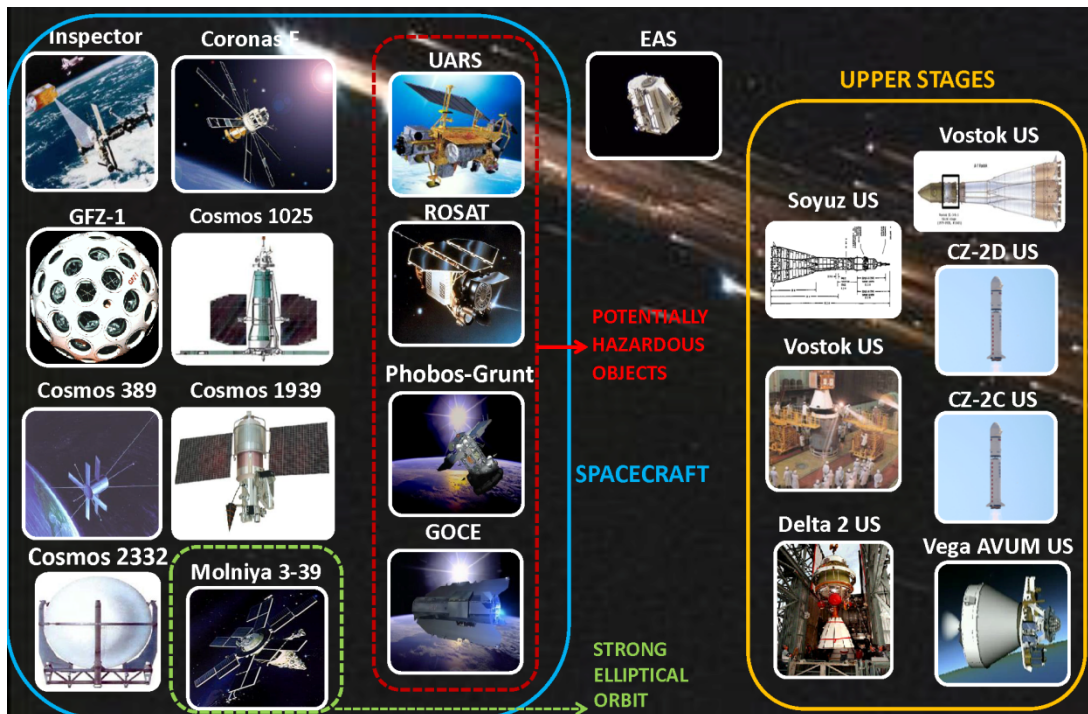 Inspector
Coronas F
UARS
EAS
UPPER STAGES
Vostok US
Soyuz US
GFZ-1
Cosmos 1025
ROSAT
CZ-2D US
POTENTIALLY
HAZARDOUS
OBJECTS
Vostok US
Cosmos 389
Cosmos 1939
Phobos-Grunt
CZ-2C US
SPACECRAFT
GOCE
Delta 2 US
Cosmos 2332
Molniya 3-39
Vega AVUM US
STRONG
ELLIPTICAL
ORBIT